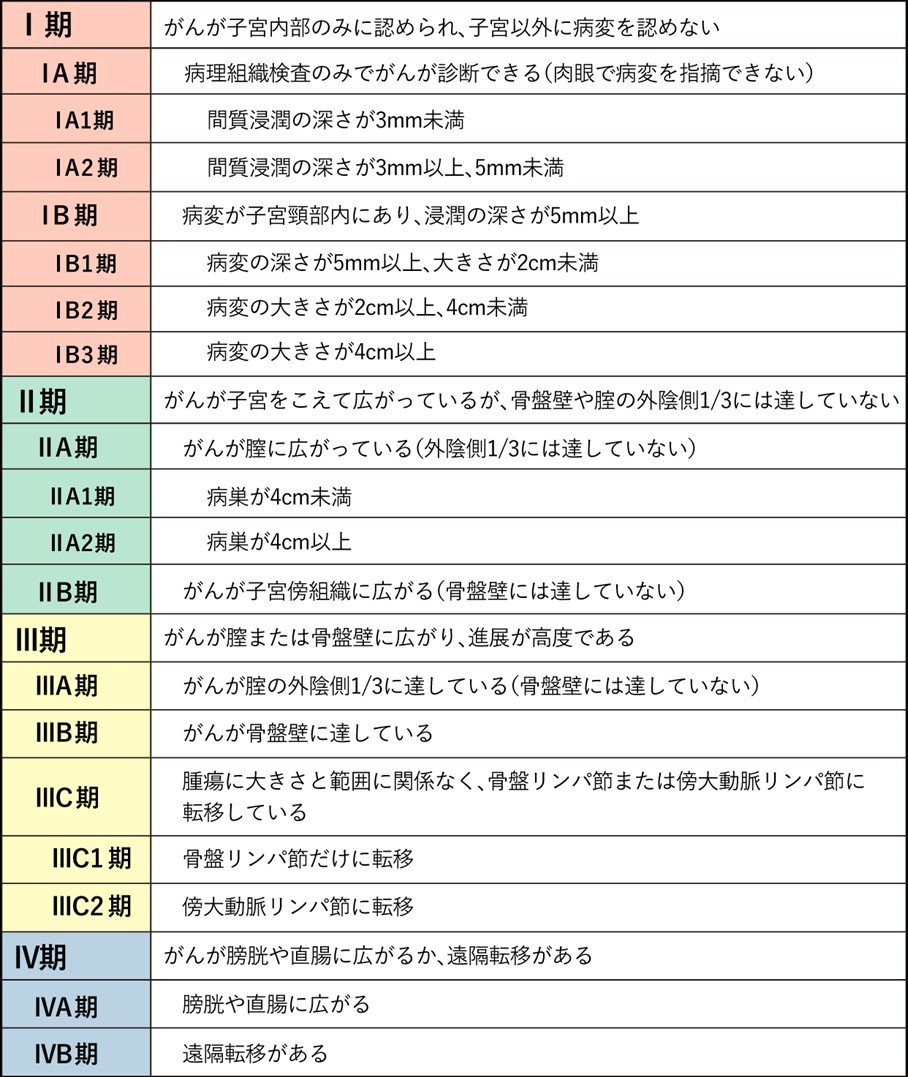 Ⅰ期 がんが子宮内部のみに認められ、子宮以外に病変を認めない
ⅠA期 病理組織検査のみでがんが診断できる（肉眼で病変を指摘できない）
ⅠA1期 間質浸潤の深さが3mm未満
ⅠA2期 間質浸潤の深さが3mm以上、5mm未満
ⅠB期 病変が子宮頸部内にあり、浸潤の深さが5mm以上
ⅠB1期 病変の深さが5mm以上、大きさが2cm未満
ⅠB2期 病変の大きさが2cm以上、4cm未満
ⅠB3期 病変の大きさが4cm以上
Ⅱ期 がんが子宮をこえて広がっているが、骨盤壁や腟の外陰側1/3には達していない
ⅡA期 がんが膣に広がっている（外陰側1/3には達していない）
ⅡA1期 病巣が4cm未満
ⅡA2期 病巣が4cm以上
ⅡB期 がんが子宮傍組織に広がる（骨盤壁には達していない）
Ⅲ期 がんが膣または骨盤壁に広がり、進展が高度である
ⅢA期 がんが腟の外陰側1/3に達している（骨盤壁には達していない）
ⅢB期 がんが骨盤壁に達している
ⅢC期 腫瘍に大きさと範囲に関係なく、骨盤リンパ節または傍大動脈リンパ節に
転移している
ⅢC1期 骨盤リンパ節だけに転移
ⅢC2期 傍大動脈リンパ節に転移
Ⅳ期 がんが膀胱や直腸に広がるか、遠隔転移がある
ⅣA期 膀胱や直腸に広がる
ⅣB期 遠隔転移がある